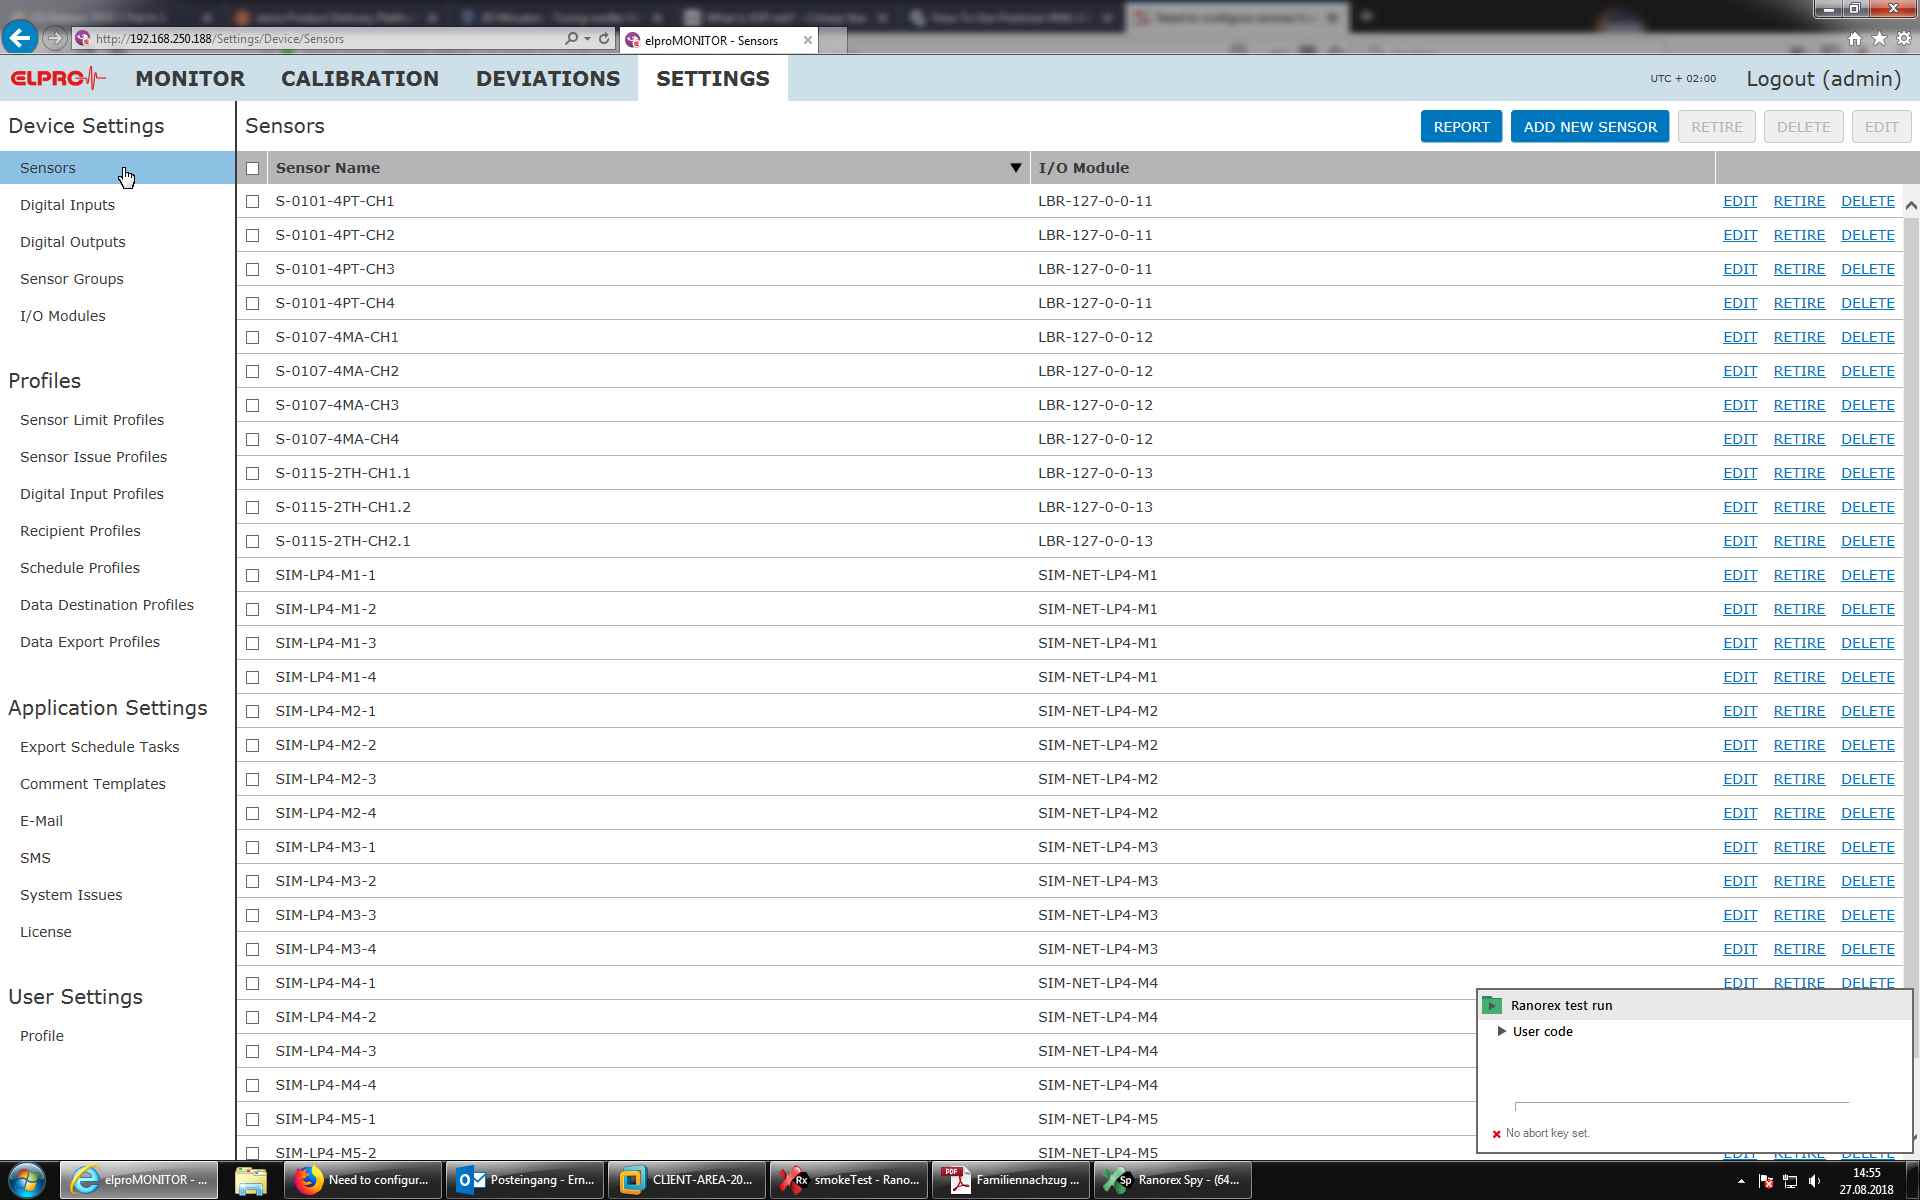 http://192.168.250.188/Settings/Device/Sensors
elproMONITOR - Sensors
ELPRO
MONITOR
CALIBRATION
DEVIATIONS
SETTINGS
UTC + 02:00
Logout (admin)
Device Settings
Sensors
Digital Inputs
Digital Outputs
Sensor Groups
I/O Modules
Profiles
Sensor Limit Profiles
Sensor Issue Profiles
Digital Input Profiles
Recipient Profiles
Schedule Profiles
Data Destination Profiles
Data Export Profiles
Application Settings
Export Schedule Tasks
Comment Templates
E-Mail
SMS
System Issues
License
User Settings
Profile
Sensors
REPORT ADD NEW SENSOR RETIRE DELETE EDIT
Sensor Name I/O Module
S-0101-4PT-CH1 LBR-127-0-0-11 EDIT RETIRE DELETE
S-0101-4PT-CH2 LBR-127-0-0-11 EDIT RETIRE DELETE
S-0101-4PT-CH3 LBR-127-0-0-11 EDIT RETIRE DELETE
S-0101-4PT-CH4 LBR-127-0-0-11 EDIT RETIRE DELETE
S-0107-4MA-CH1 LBR-127-0-0-12 EDIT RETIRE DELETE
S-0107-4MA-CH2 LBR-127-0-0-12 EDIT RETIRE DELETE
S-0107-4MA-CH3 LBR-127-0-0-12 EDIT RETIRE DELETE
S-0107-4MA-CH4 LBR-127-0-0-12 EDIT RETIRE DELETE
S-0115-2TH-CH1.1 LBR-127-0-0-13 EDIT RETIRE DELETE
S-0115-2TH-CH1.2 LBR-127-0-0-13 EDIT RETIRE DELETE
S-0115-2TH-CH2.1 LBR-127-0-0-13 EDIT RETIRE DELETE
SIM-LP4-M1-1 SIM-NET-LP4-M1 EDIT RETIRE DELETE
SIM-LP4-M1-2 SIM-NET-LP4-M1 EDIT RETIRE DELETE
SIM-LP4-M1-3 SIM-NET-LP4-M1 EDIT RETIRE DELETE
SIM-LP4-M1-4 SIM-NET-LP4-M1 EDIT RETIRE DELETE
SIM-LP4-M2-1 SIM-NET-LP4-M2 EDIT RETIRE DELETE
SIM-LP4-M2-2 SIM-NET-LP4-M2 EDIT RETIRE DELETE
SIM-LP4-M2-3 SIM-NET-LP4-M2 EDIT RETIRE DELETE
SIM-LP4-M2-4 SIM-NET-LP4-M2 EDIT RETIRE DELETE
SIM-LP4-M3-1 SIM-NET-LP4-M3 EDIT RETIRE DELETE
SIM-LP4-M3-2 SIM-NET-LP4-M3 EDIT RETIRE DELETE
SIM-LP4-M3-3 SIM-NET-LP4-M3 EDIT RETIRE DELETE
SIM-LP4-M3-4 SIM-NET-LP4-M3 EDIT RETIRE DELETE
SIM-LP4-M4-1 SIM-NET-LP4-M4 EDIT RETIRE DELETE
SIM-LP4-M4-2 SIM-NET-LP4-M4
SIM-LP4-M4-3 SIM-NET-LP4-M4
SIM-LP4-M4-4 SIM-NET-LP4-M4
SIM-LP4-M5-1 SIM-NET-LP4-M5
SIM-LP4-M5-2 SIM-NET-LP4-M5 EDIT RETIRE DELETE
Ranorex test run
User code
No abort key set.
elproMONITOR - ...
Need to configur...
Posteingang - Ern...
CLIENT-AREA-20...
Rx smokeTest - Rano...
PDF Familiennachzug ...
Sp Ranorex Spy - (64...
14:55
27.08.2018